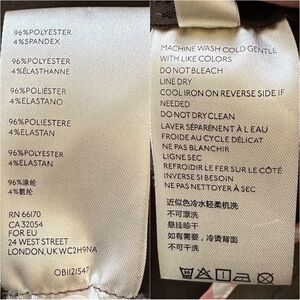 96%POLYESTER
4%SPANDEX
96%POLYESTER
4%ÉLASTHANNE
96%POLIÉSTER
4%ELASTANO
96%POLIESTERE
4%ELASTAN
96%POLYESTER
4%ELASTAN
96%涤纶
4%氨纶
RN 66170
CA 32054
FOR EU
24 WEST STREET
LONDON, UK WC2H9NA
OBI121547
MACHINE WASH COLD GENTLE
WITH LIKE COLORS
DO NOT BLEACH
LINE DRY
COOL IRON ON REVERSE SIDE IF
NEEDED
DO NOT DRY CLEAN
LAVER SÉPARÉNENT À L EAU
FROIDE AU CYCLE DÉLICAT
NE PAS BLANCHIR
LIGNE SEC
REFROIDIR LE FER SUR LE CÔTÉ
INVERSE SI BESOIN
NE PAS NETTOYER À SEC
近似色冷水轻柔机洗
不可漂洗
悬挂晾干
如有需要，冷烫背面
不可干洗